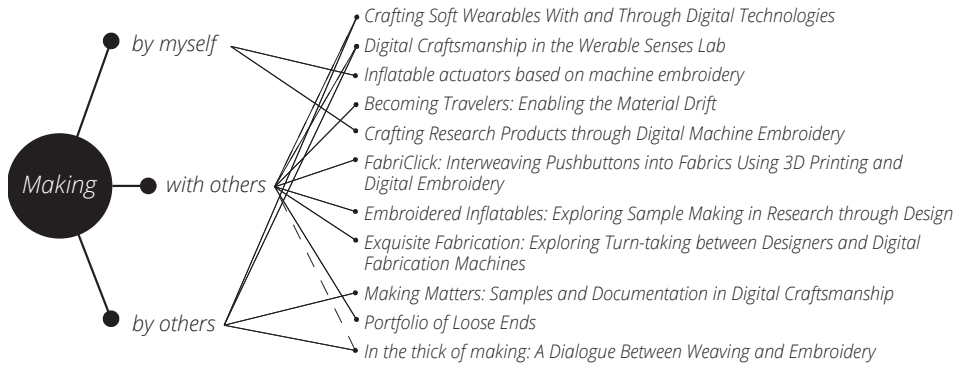 Making
by myself
with others
by others
Crafting Soft Wearables With and Through Digital Technologies
Digital Craftsmanship in the Werable Senses Lab
Inflatable actuators based on machine embroidery
Becoming Travelers: Enabling the Material Drift
Crafting Research Products through Digital Machine Embroidery
FabriClick: Interweaving Pushbuttons into Fabrics Using 3D Printing and
Digital Embroidery
Embroidered Inflatables: Exploring Sample Making in Research through Design
Exquisite Fabrication: Exploring Turn-taking between Designers and Digital
Fabrication Machines
Making Matters: Samples and Documentation in Digital Craftsmanship
Portfolio of Loose Ends
In the thick of making: A Dialogue Between Weaving and Embroidery